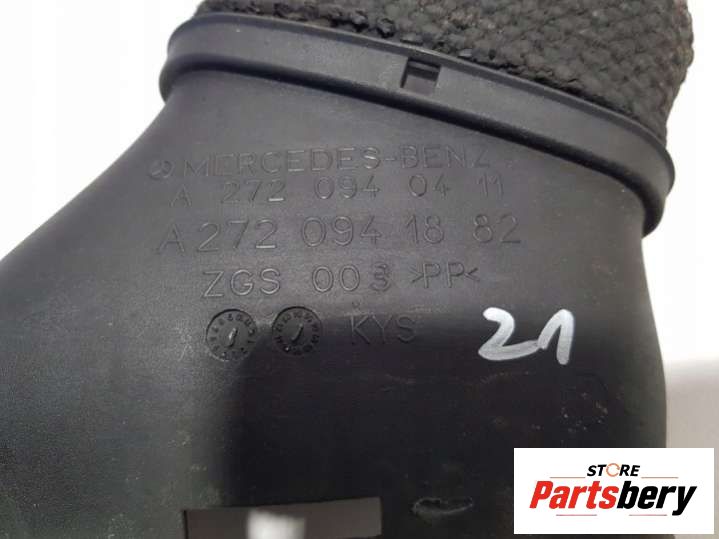 MERCEDES-BENZ
A 272 094 04 11
A 272 094 18 82
ZGS 003 >PP<
KYS
21
STORE
Partsbery